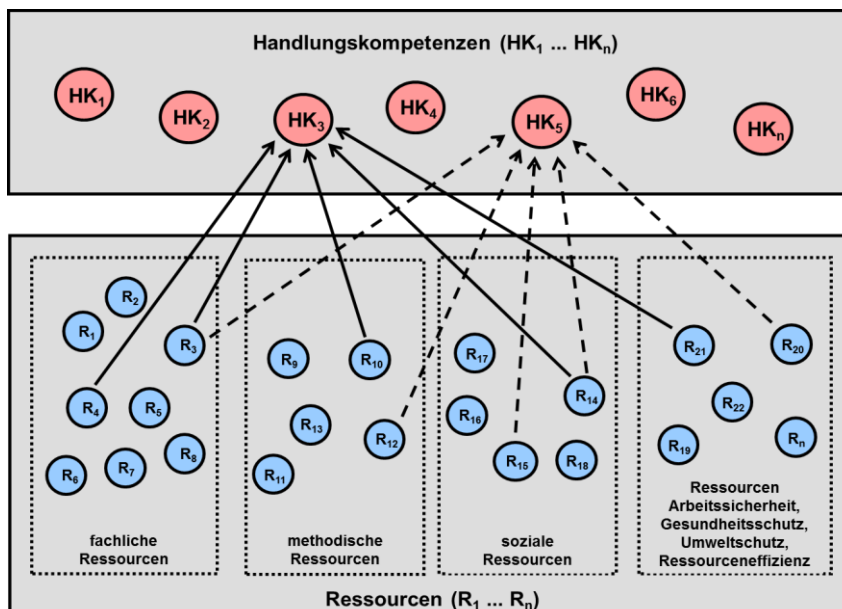 Handlungskompetenzen (HK₁ ... HKₙ)
HK₁
HK₂
HK₃
HK₄
HK₅
HK₆
HKₙ
R₁
R₂
R₃
R₄
R₅
R₆
R₇
R₈
fachliche
Ressourcen
R₉
R₁₀
R₁₃
R₁₂
R₁₁
methodische
Ressourcen
R₁₇
R₁₄
R₁₆
R₁₅
R₁₈
soziale
Ressourcen
R₂₁
R₂₀
R₂₂
R₁₉
Rₙ
Ressourcen
Arbeitssicherheit,
Gesundheitsschutz,
Umweltschutz,
Ressourceneffizienz
Ressourcen (R₁ ... Rₙ)